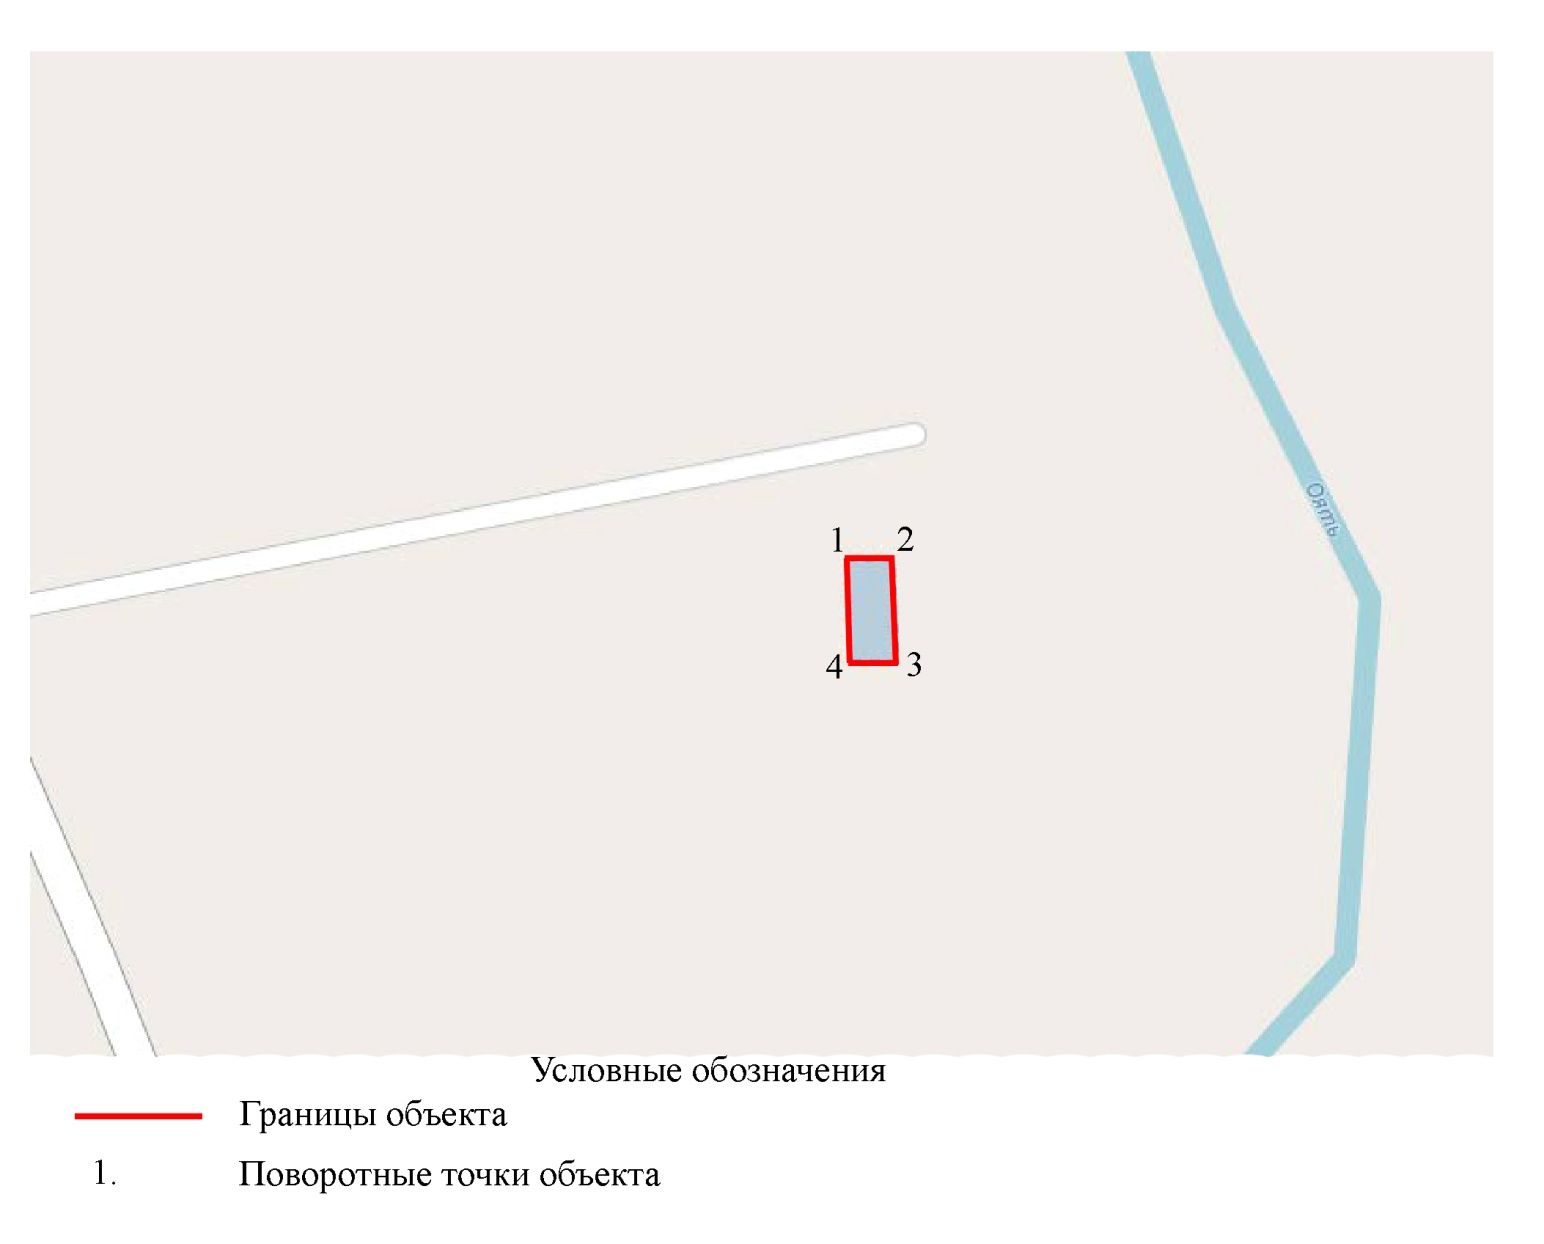 Оять
1 2
4 3
Условные обозначения
Границы объекта
1. Поворотные точки объекта